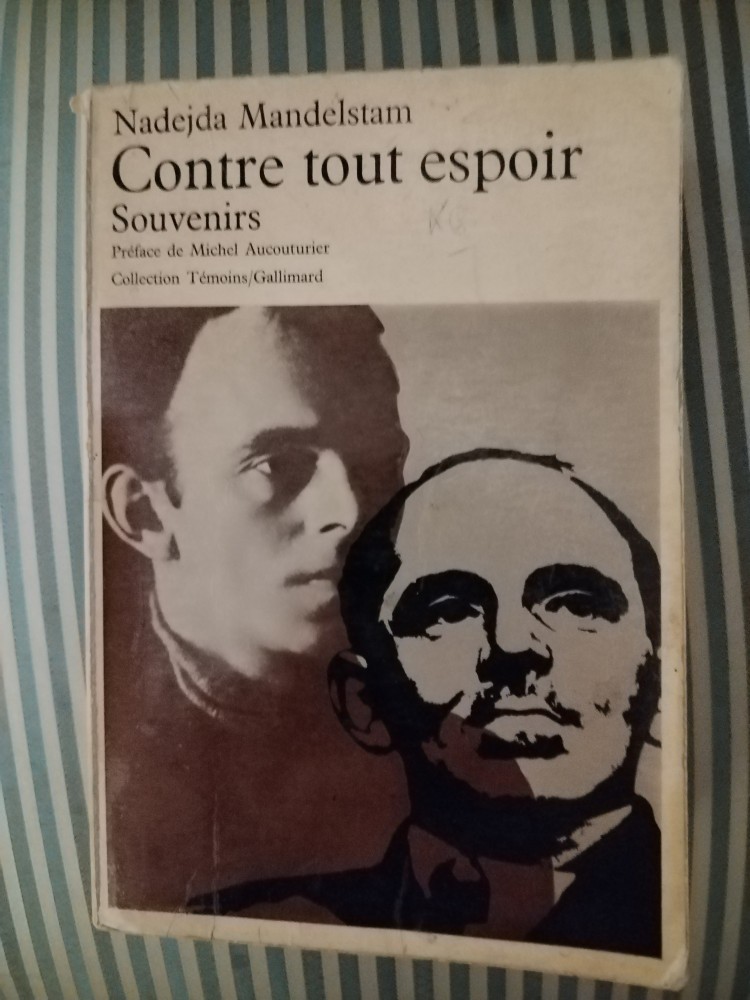 Nadejda Mandelstam
Contre tout espoir
Souvenirs
Préface de Michel Aucouturier
Collection Témoins/Gallimard